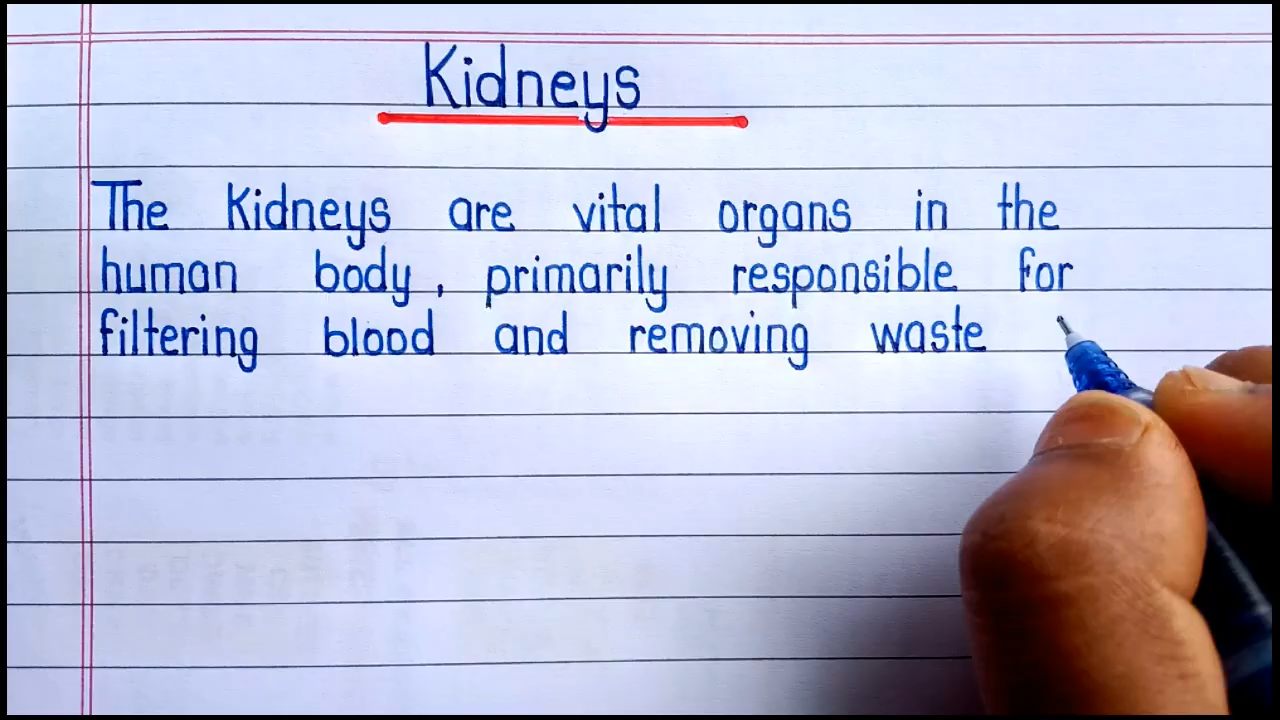 Kidneys
The Kidneys are vital organs in the
human body, primarily responsible for
filtering blood and removing waste